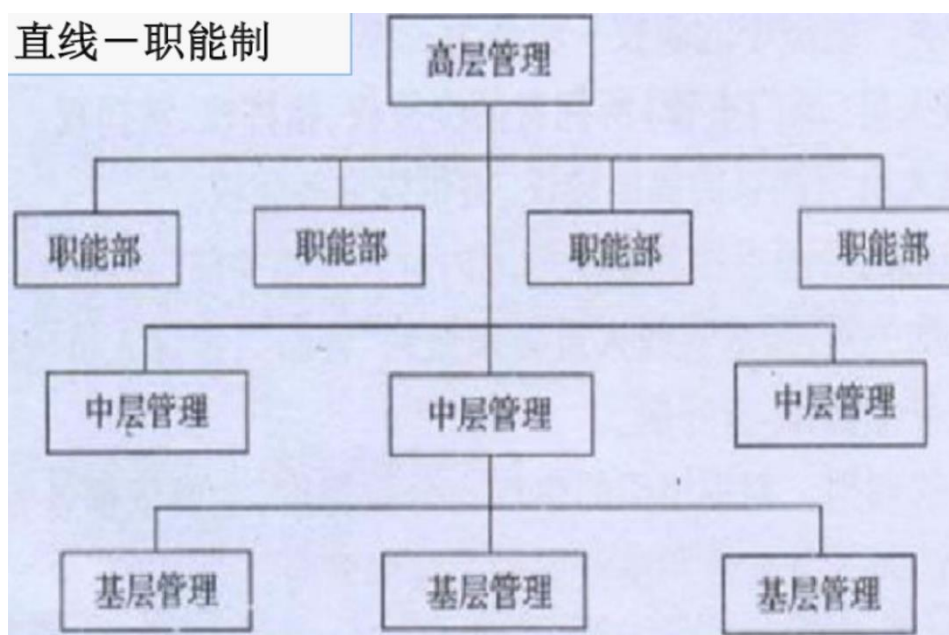 直线－职能制
高层管理
职能部 职能部 职能部 职能部
中层管理 中层管理 中层管理
基层管理 基层管理 基层管理